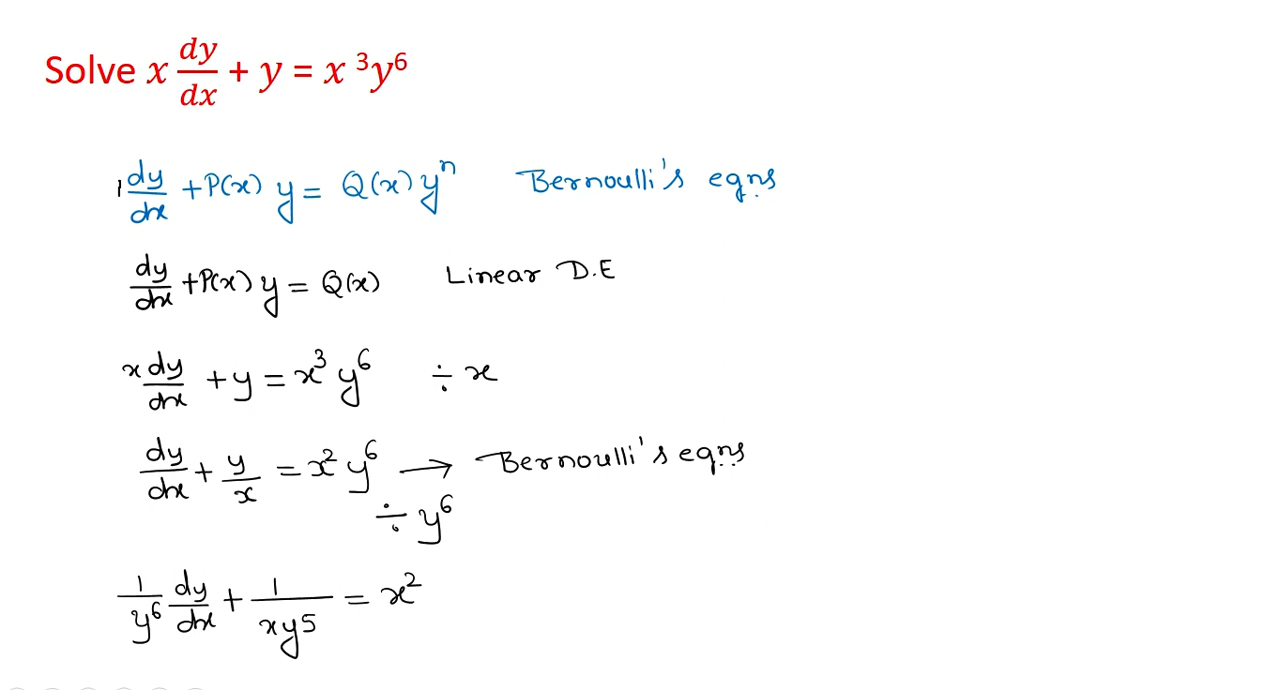 Solve x dy/dx + y = x ³y⁶
1 dy/dx + P(x) y = Q(x) yⁿ Bernoulli's eqns
dy/dx + P(x) y = Q(x) Linear D.E
x dy/dx + y = x³ y⁶ ÷ x
dy/dx + y/x = x² y⁶ → Bernoulli's eqns
÷ y⁶
1/y⁶ dy/dx + 1/xy⁵ = x²